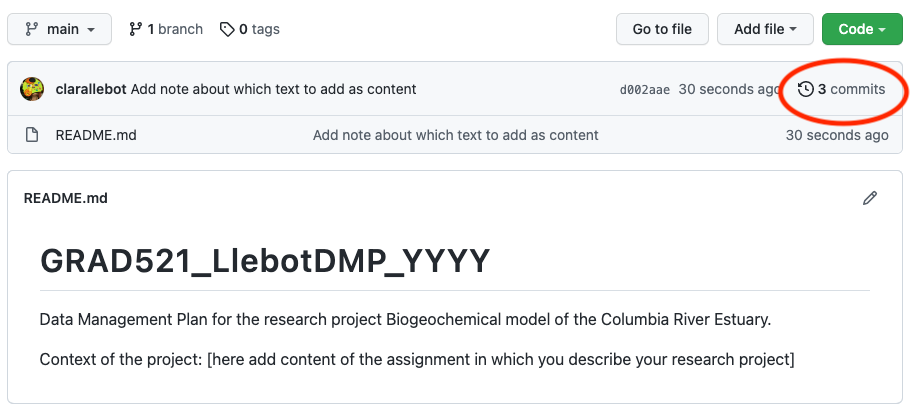 main 1 branch 0 tags Go to file Add file Code
clarallebot Add note about which text to add as content d002aae 30 seconds ago 3 commits
README.md Add note about which text to add as content 30 seconds ago
README.md
GRAD521_LlebotDMP_YYYY
Data Management Plan for the research project Biogeochemical model of the Columbia River Estuary.
Context of the project: [here add content of the assignment in which you describe your research project]